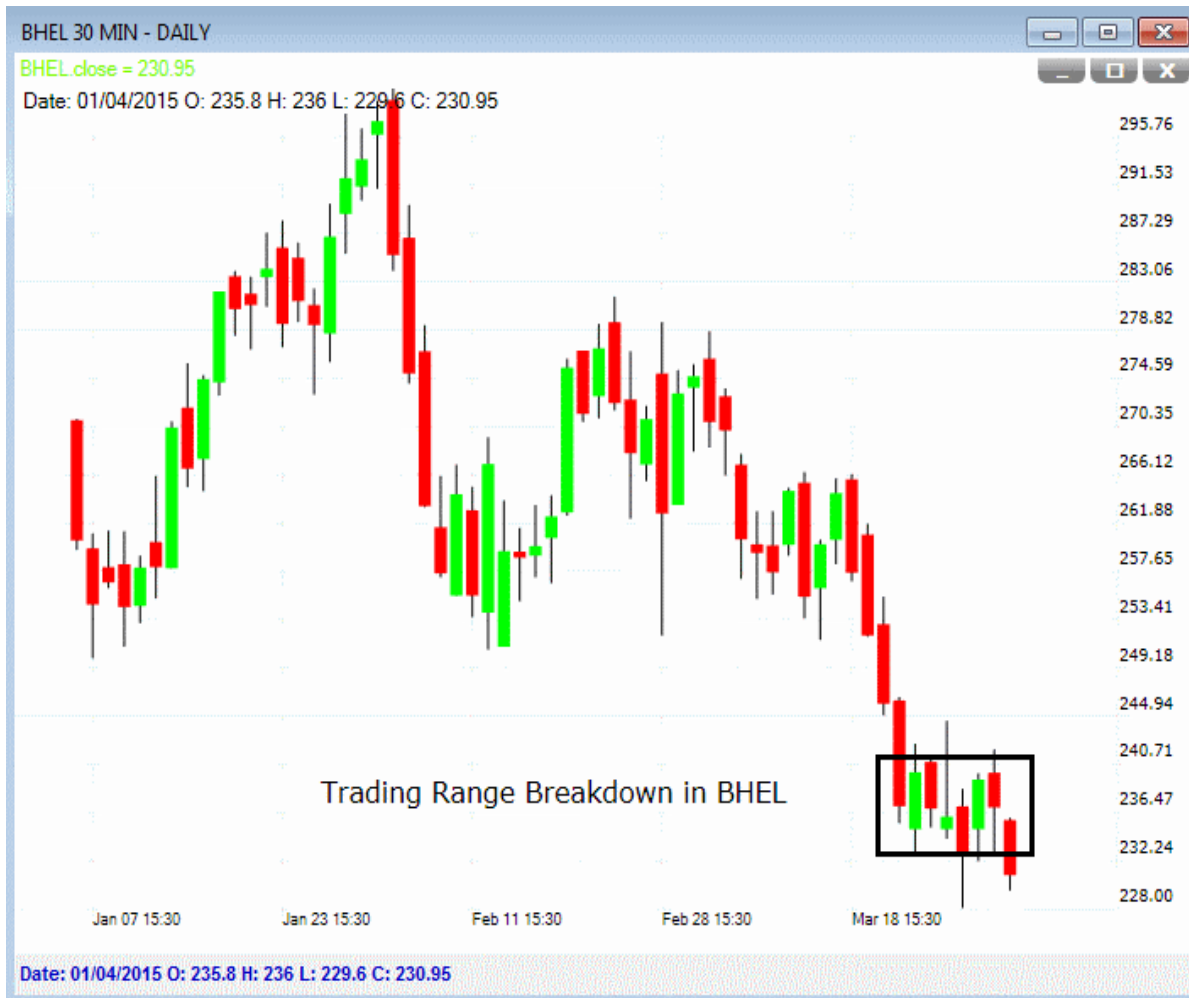 BHEL 30 MIN - DAILY
BHEL.close = 230.95
Date: 01/04/2015 O: 235.8 H: 236 L: 229.6 C: 230.95
295.76
291.53
287.29
283.06
278.82
274.59
270.35
266.12
261.88
257.65
253.41
249.18
244.94
240.71
Trading Range Breakdown in BHEL
236.47
232.24
228.00
Jan 07 15:30 Jan 23 15:30 Feb 11 15:30 Feb 28 15:30 Mar 18 15:30
Date: 01/04/2015 O: 235.8 H: 236 L: 229.6 C: 230.95